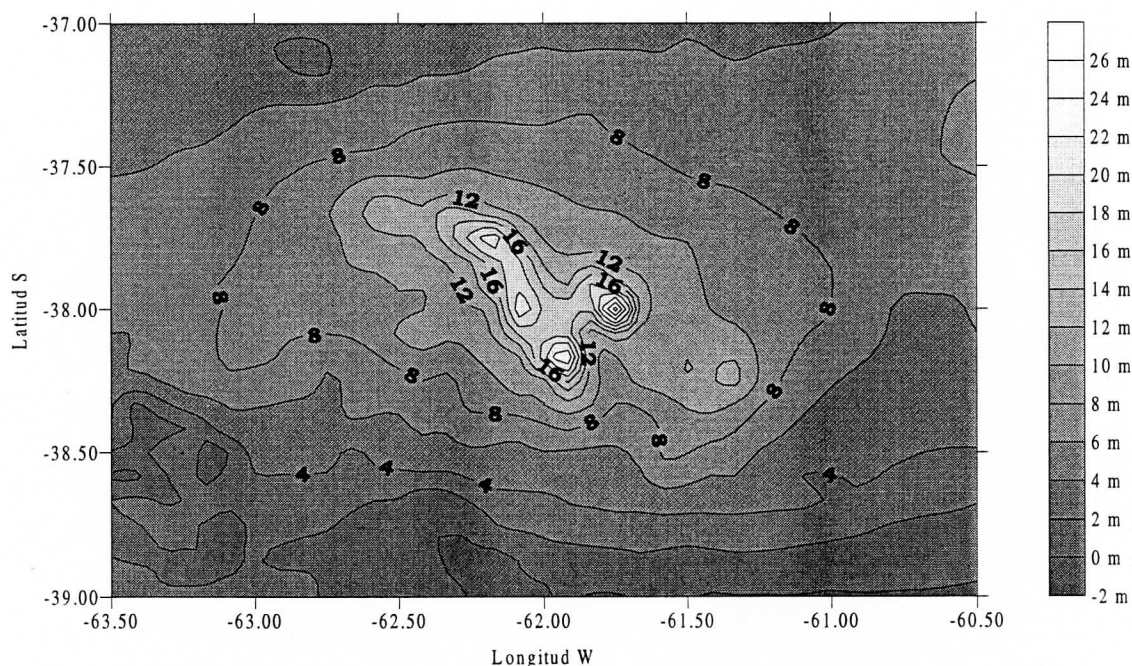 -37.00
-37.50
-38.00
-38.50
-39.00
Latitud S
-63.50 -63.00 -62.50 -62.00 -61.50 -61.00 -60.50
Longitud W
8 8 8 8 8 8 8 8 8 8 8 8 8 8 8
12 12 12 12
16 16 16 16
4 4 4 4
26 m
24 m
22 m
20 m
18 m
16 m
14 m
12 m
10 m
8 m
6 m
4 m
2 m
0 m
-2 m